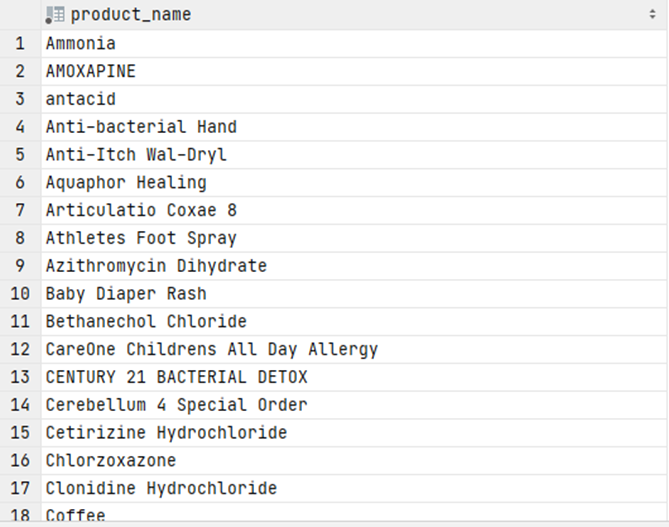 product_name
1 Ammonia
2 AMOXAPINE
3 antacid
4 Anti-bacterial Hand
5 Anti-Itch Wal-Dryl
6 Aquaphor Healing
7 Articulatio Coxae 8
8 Athletes Foot Spray
9 Azithromycin Dihydrate
10 Baby Diaper Rash
11 Bethanechol Chloride
12 CareOne Childrens All Day Allergy
13 CENTURY 21 BACTERIAL DETOX
14 Cerebellum 4 Special Order
15 Cetirizine Hydrochloride
16 Chlorzoxazone
17 Clonidine Hydrochloride
18 Coffee